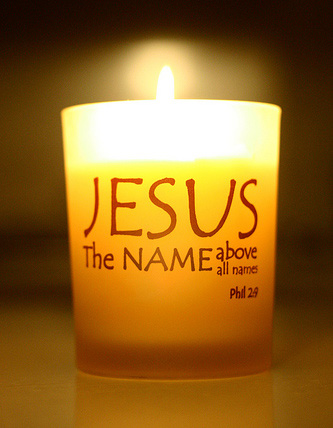 JESUS
The NAME above
all names
Phil 2:9